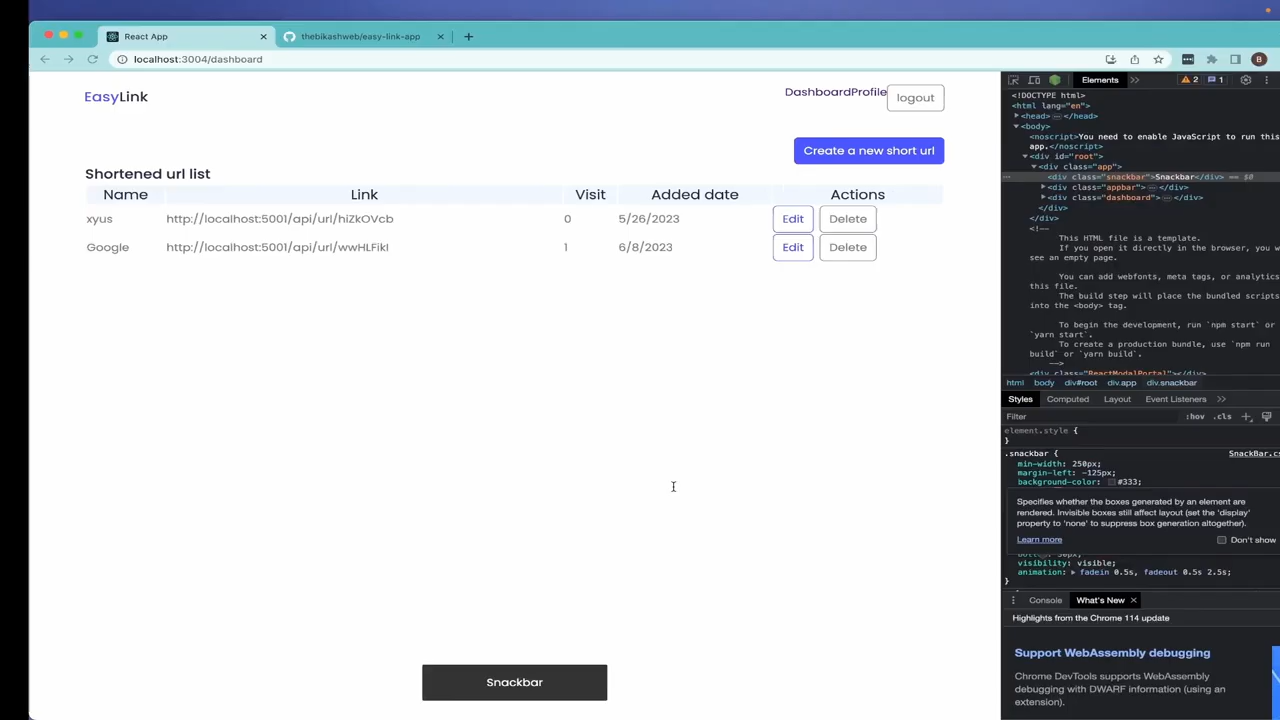 React App
thebikashweb/easy-link-app
localhost:3004/dashboard
B
EasyLink
Dashboard Profile logout
Create a new short url
Shortened url list
Name Link Visit Added date Actions
xyus http://localhost:5001/api/url/hiZkOVcb 0 5/26/2023 Edit Delete
Google http://localhost:5001/api/url/wwHLFikI 1 6/8/2023 Edit Delete
Snackbar
Elements 2 1
<!DOCTYPE html>
<html lang="en">
<head> … </head>
<body>
<noscript>You need to enable JavaScript to run this
app.</noscript>
<div id="root">
<div class="app">
<div class="snackbar">Snackbar</div> == $0
<div class="appbar"> … </div>
<div class="dashboard"> … </div>
</div>
</div>
<!--
This HTML file is a template.
If you open it directly in the browser, you w
see an empty page.
You can add webfonts, meta tags, or analytics
this file.
The build step will place the bundled scripts
into the <body> tag.
To begin the development, run `npm start` or
`yarn start`.
To create a production bundle, use `npm run
build` or `yarn build`.
-->
<div class="ReactModalPortal"></div>
html body div#root div.app div.snackbar
Styles Computed Layout Event Listeners
Filter :hov .cls
element.style {
}
.snackbar { SnackBar.cs
min-width: 250px;
margin-left: -125px;
background-color: #333;
Specifies whether the boxes generated by an element are
rendered. Invisible boxes still affect layout (set the 'display'
property to 'none' to suppress box generation altogether).
Learn more Don't show
visibility: visible;
animation: fadein 0.5s, fadeout 0.5s 2.5s;
}
Console What's New
Highlights from the Chrome 114 update
Support WebAssembly debugging
Chrome DevTools supports WebAssembly
debugging with DWARF information (using an
extension).